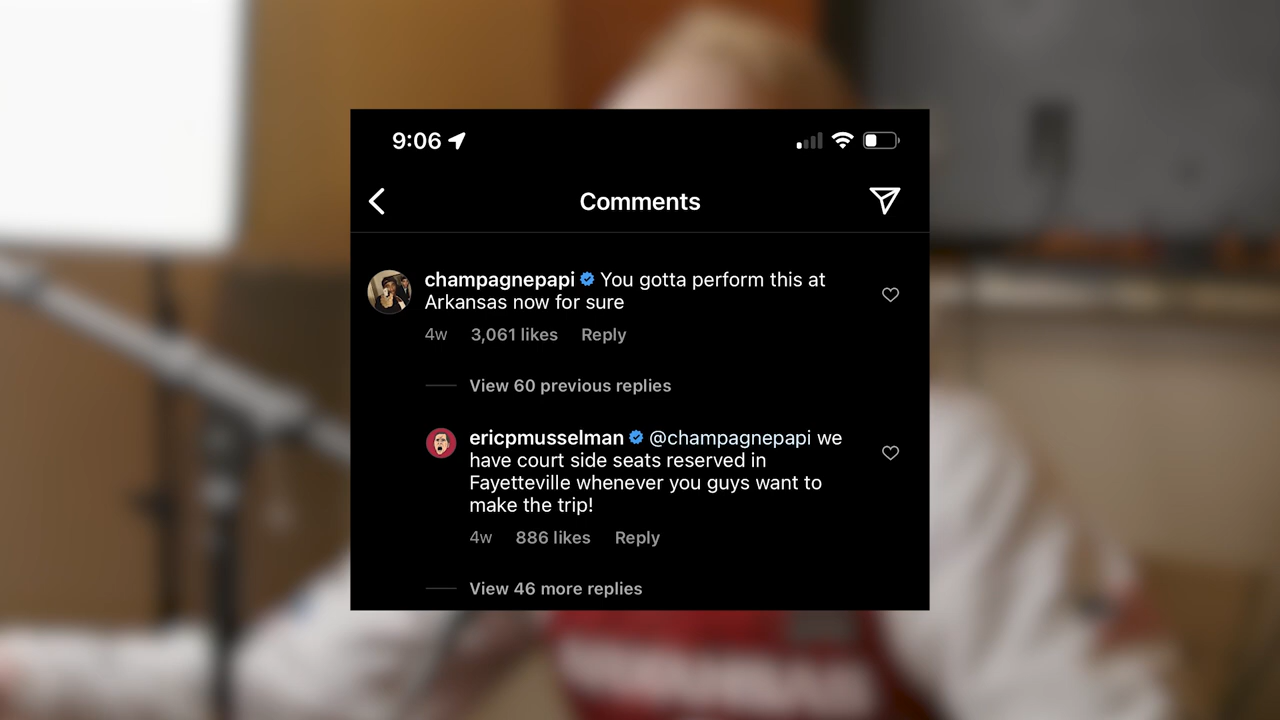 9:06
Comments
champagnepapi You gotta perform this at
Arkansas now for sure
4w 3,061 likes Reply
View 60 previous replies
ericpmusselman @champagnepapi we
have court side seats reserved in
Fayetteville whenever you guys want to
make the trip!
4w 886 likes Reply
View 46 more replies